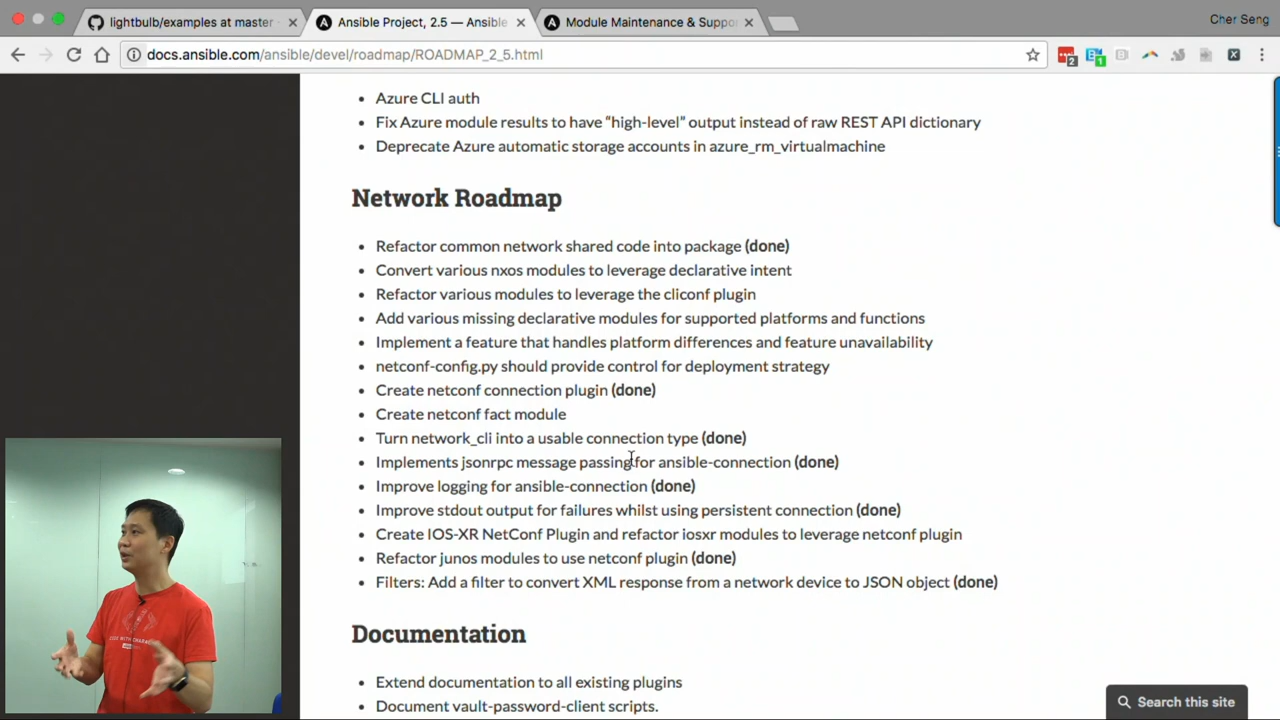 lightbulb/examples at master
Ansible Project, 2.5 — Ansible
Module Maintenance & Suppo
Cher Seng
docs.ansible.com/ansible/devel/roadmap/ROADMAP_2_5.html
2
1
Azure CLI auth
Fix Azure module results to have “high-level” output instead of raw REST API dictionary
Deprecate Azure automatic storage accounts in azure_rm_virtualmachine
Network Roadmap
Refactor common network shared code into package (done)
Convert various nxos modules to leverage declarative intent
Refactor various modules to leverage the cliconf plugin
Add various missing declarative modules for supported platforms and functions
Implement a feature that handles platform differences and feature unavailability
netconf-config.py should provide control for deployment strategy
Create netconf connection plugin (done)
Create netconf fact module
Turn network_cli into a usable connection type (done)
Implements jsonrpc message passing for ansible-connection (done)
Improve logging for ansible-connection (done)
Improve stdout output for failures whilst using persistent connection (done)
Create IOS-XR NetConf Plugin and refactor iosxr modules to leverage netconf plugin
Refactor junos modules to use netconf plugin (done)
Filters: Add a filter to convert XML response from a network device to JSON object (done)
Documentation
Extend documentation to all existing plugins
Document vault-password-client scripts.
Search this site